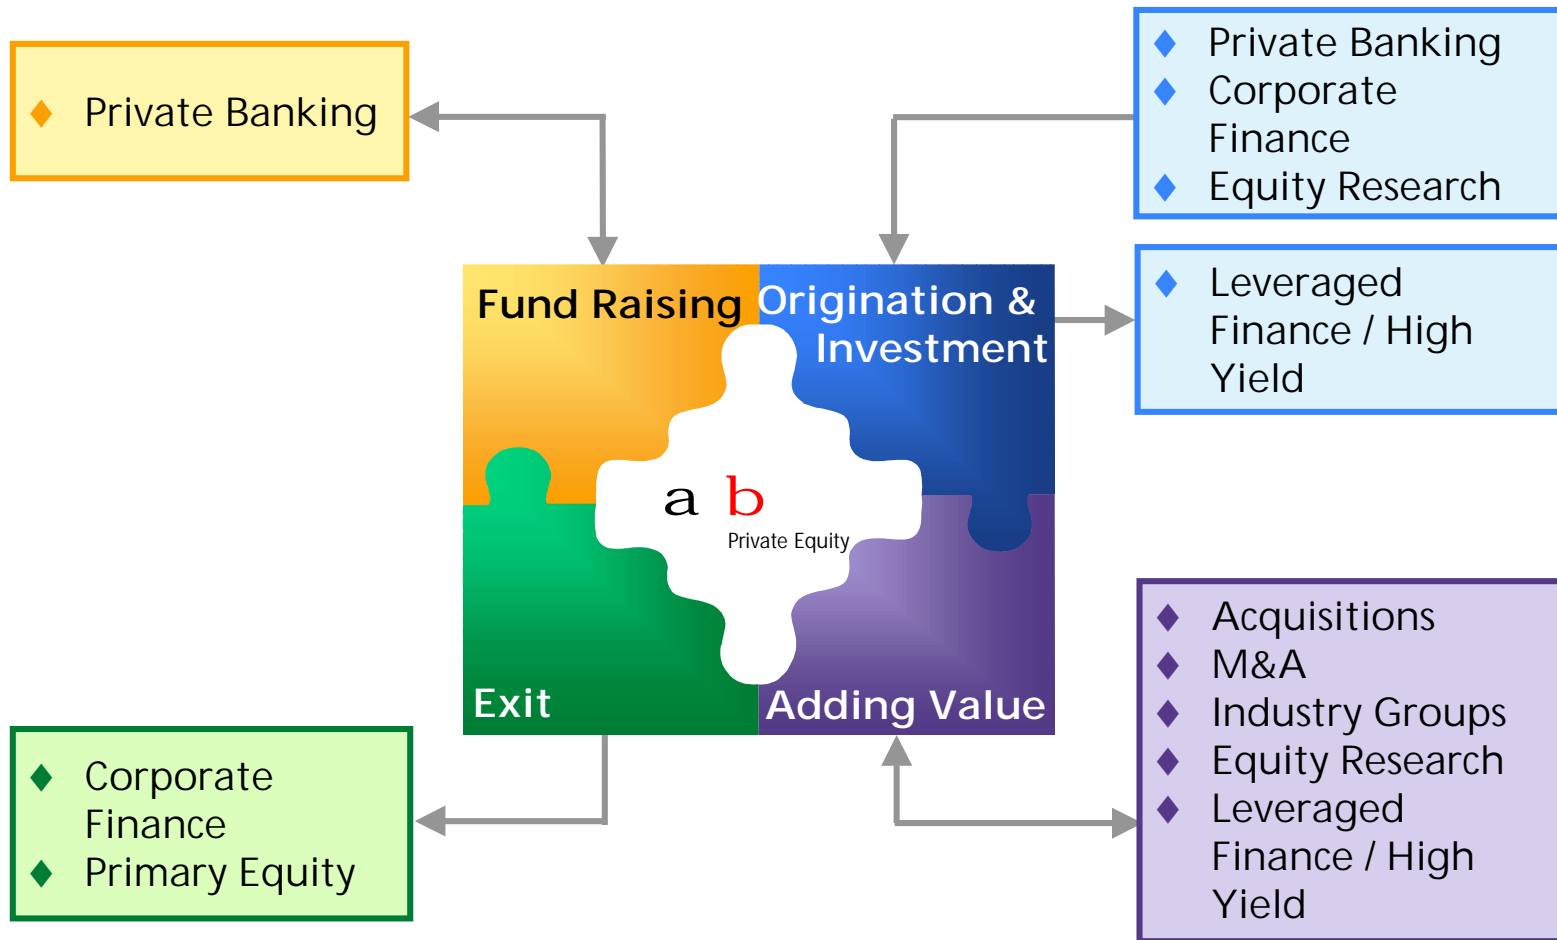 Private Banking
Private Banking
Corporate
Finance
Equity Research
Leveraged
Finance / High
Yield
Fund Raising
Origination &
Investment
a b
Private Equity
Exit
Adding Value
Corporate
Finance
Primary Equity
Acquisitions
M&A
Industry Groups
Equity Research
Leveraged
Finance / High
Yield